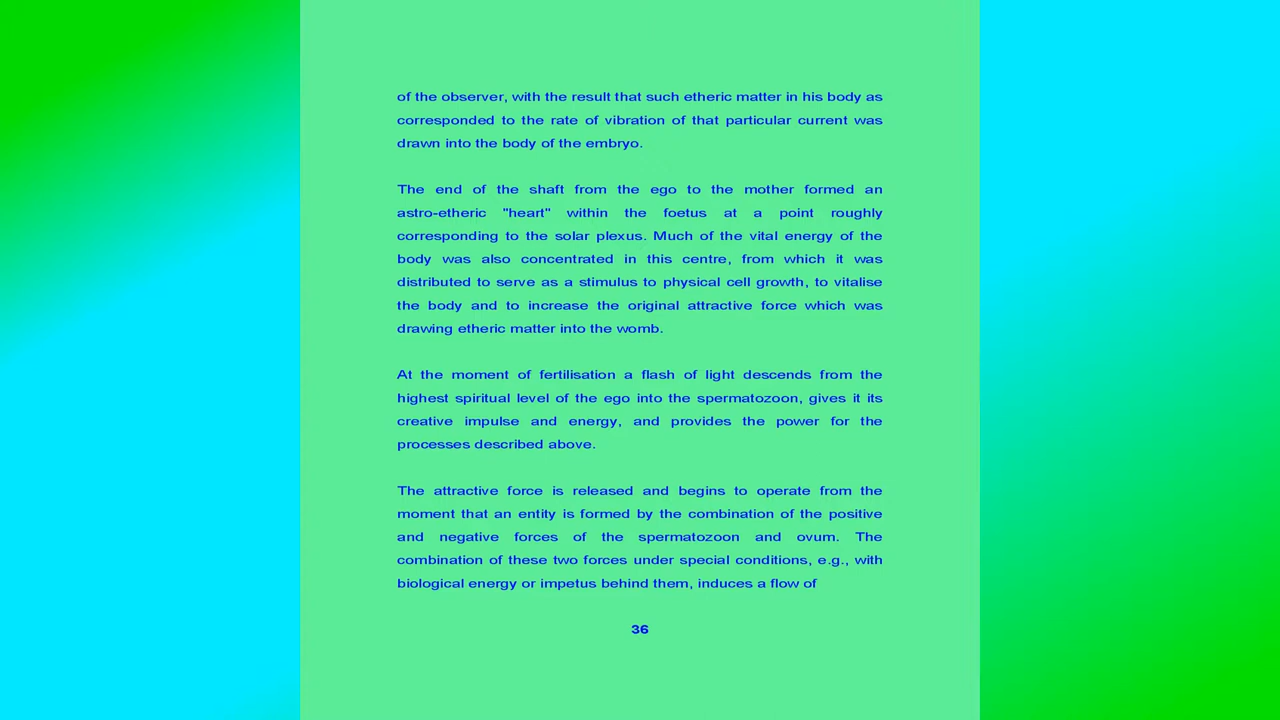 of the observer, with the result that such etheric matter in his body as
corresponded to the rate of vibration of that particular current was
drawn into the body of the embryo.
The end of the shaft from the ego to the mother formed an
astro-etheric "heart" within the foetus at a point roughly
corresponding to the solar plexus. Much of the vital energy of the
body was also concentrated in this centre, from which it was
distributed to serve as a stimulus to physical cell growth, to vitalise
the body and to increase the original attractive force which was
drawing etheric matter into the womb.
At the moment of fertilisation a flash of light descends from the
highest spiritual level of the ego into the spermatozoon, gives it its
creative impulse and energy, and provides the power for the
processes described above.
The attractive force is released and begins to operate from the
moment that an entity is formed by the combination of the positive
and negative forces of the spermatozoon and ovum. The
combination of these two forces under special conditions, e.g., with
biological energy or impetus behind them, induces a flow of
36